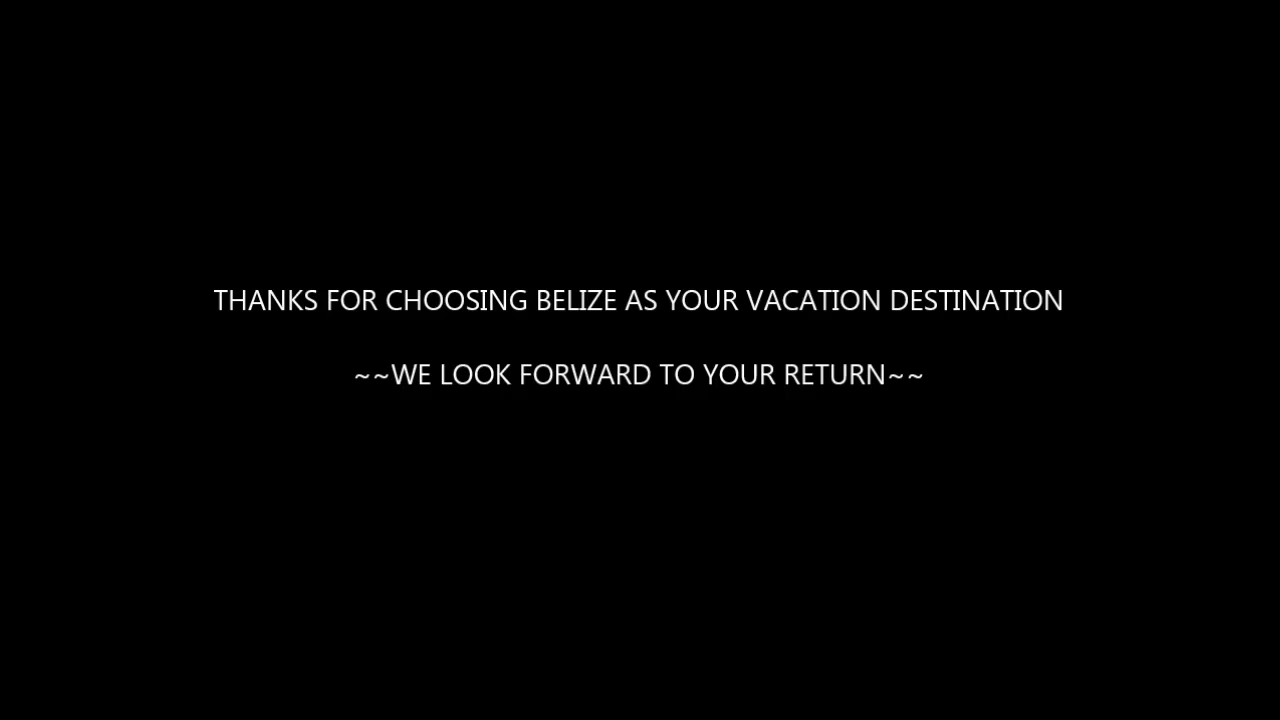 THANKS FOR CHOOSING BELIZE AS YOUR VACATION DESTINATION
~~WE LOOK FORWARD TO YOUR RETURN~~